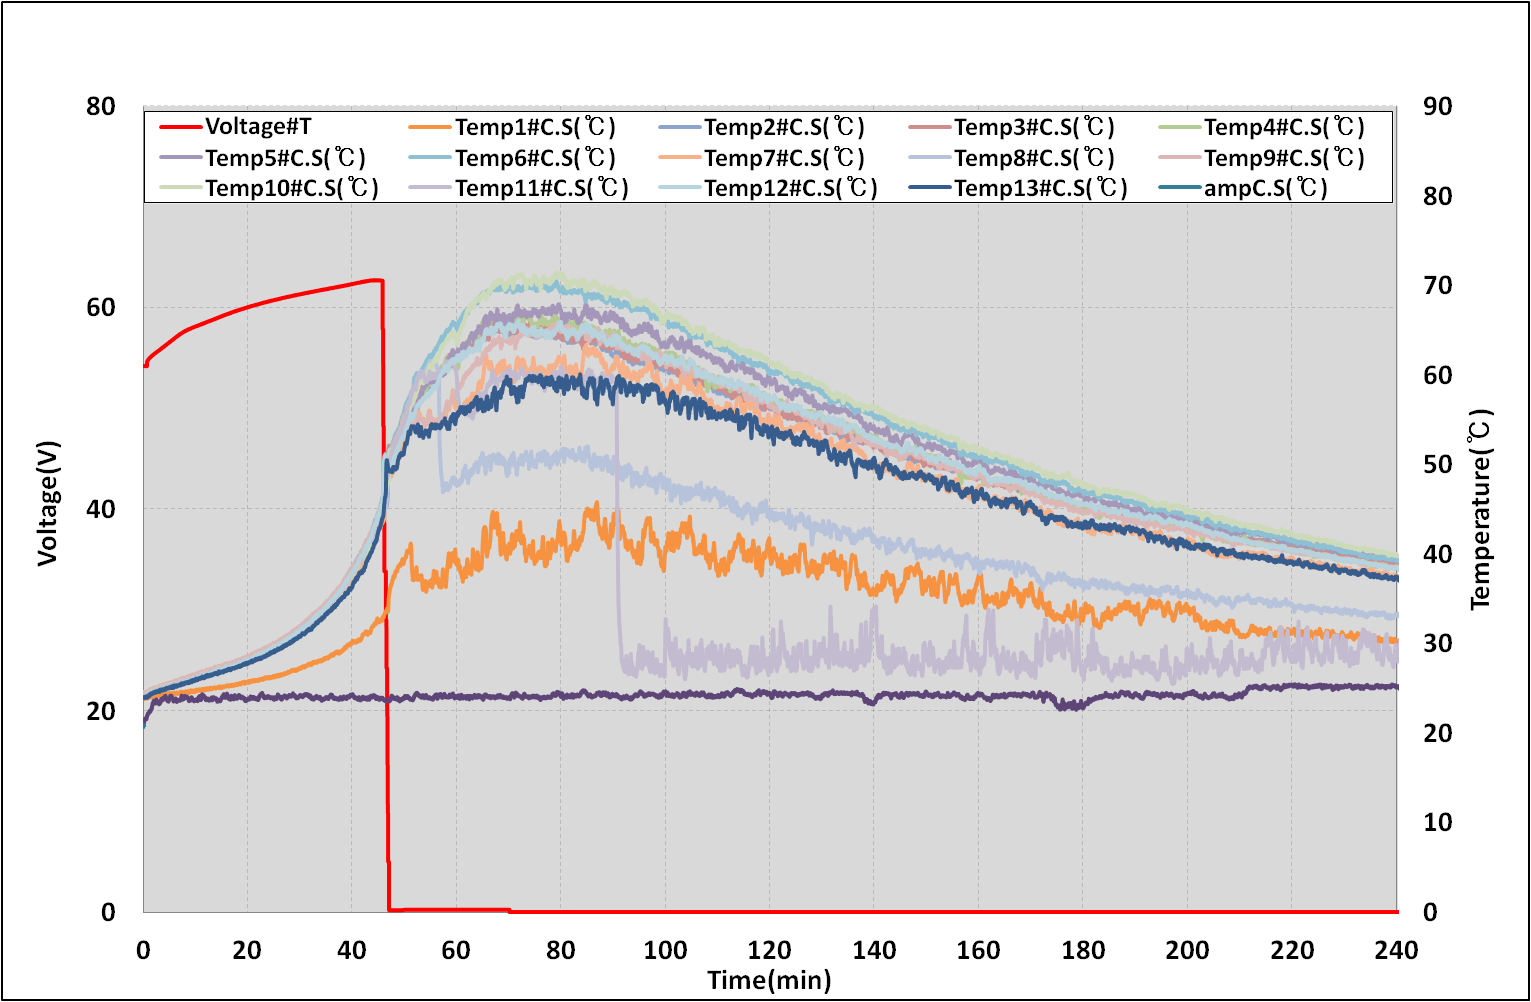 80
90
Voltage#T Temp1#C.S(℃) Temp2#C.S(℃) Temp3#C.S(℃) Temp4#C.S(℃)
Temp5#C.S(℃) Temp6#C.S(℃) Temp7#C.S(℃) Temp8#C.S(℃) Temp9#C.S(℃)
Temp10#C.S(℃) Temp11#C.S(℃) Temp12#C.S(℃) Temp13#C.S(℃) ampC.S(℃)
80
70
60
60
50
40
40
30
20
20
10
0
0
Voltage(V)
Temperature(℃)
0 20 40 60 80 100 120 140 160 180 200 220 240
Time(min)